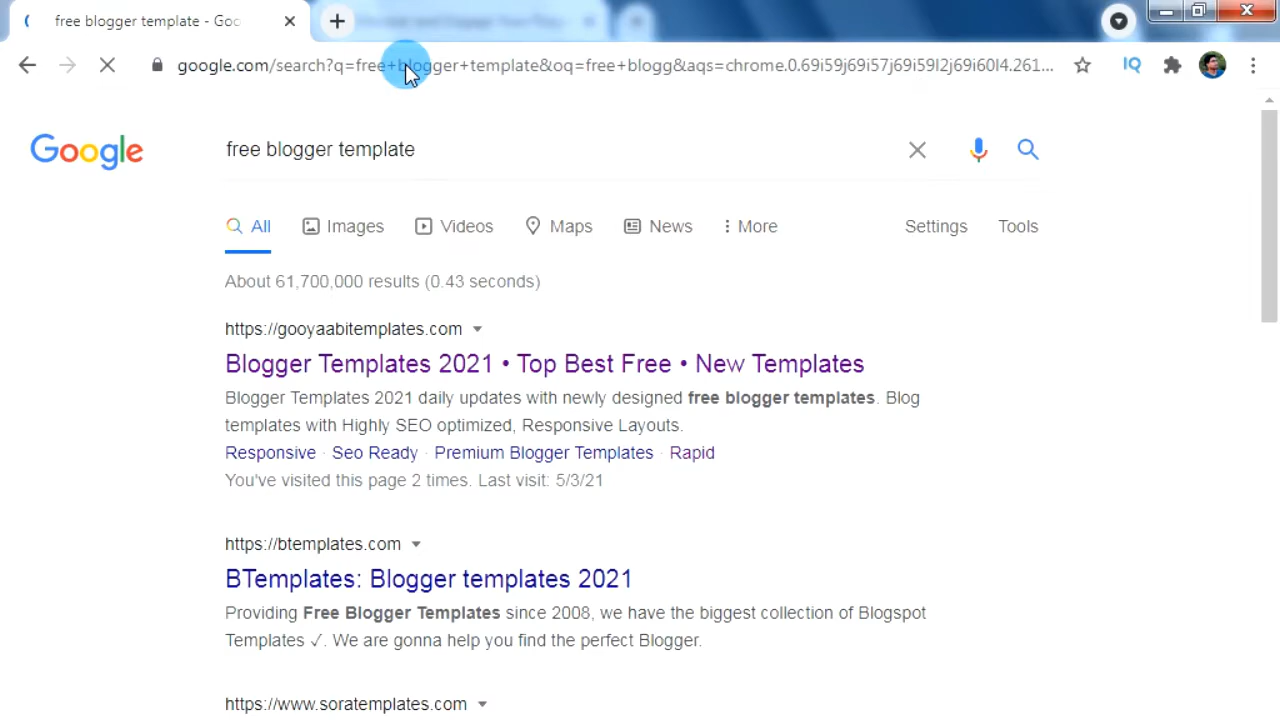 free blogger template - Goo
google.com/search?q=free+blogger+template&oq=free+blogg&aqs=chrome.0.69i59j69i57j69i59l2j69i60l4.261...
IQ
Google
free blogger template
All Images Videos Maps News More Settings Tools
About 61,700,000 results (0.43 seconds)
https://gooyaabitemplates.com
Blogger Templates 2021 • Top Best Free • New Templates
Blogger Templates 2021 daily updates with newly designed free blogger templates. Blog
templates with Highly SEO optimized, Responsive Layouts.
Responsive · Seo Ready · Premium Blogger Templates · Rapid
You've visited this page 2 times. Last visit: 5/3/21
https://btemplates.com
BTemplates: Blogger templates 2021
Providing Free Blogger Templates since 2008, we have the biggest collection of Blogspot
Templates ✓. We are gonna help you find the perfect Blogger.
https://www.soratemplates.com